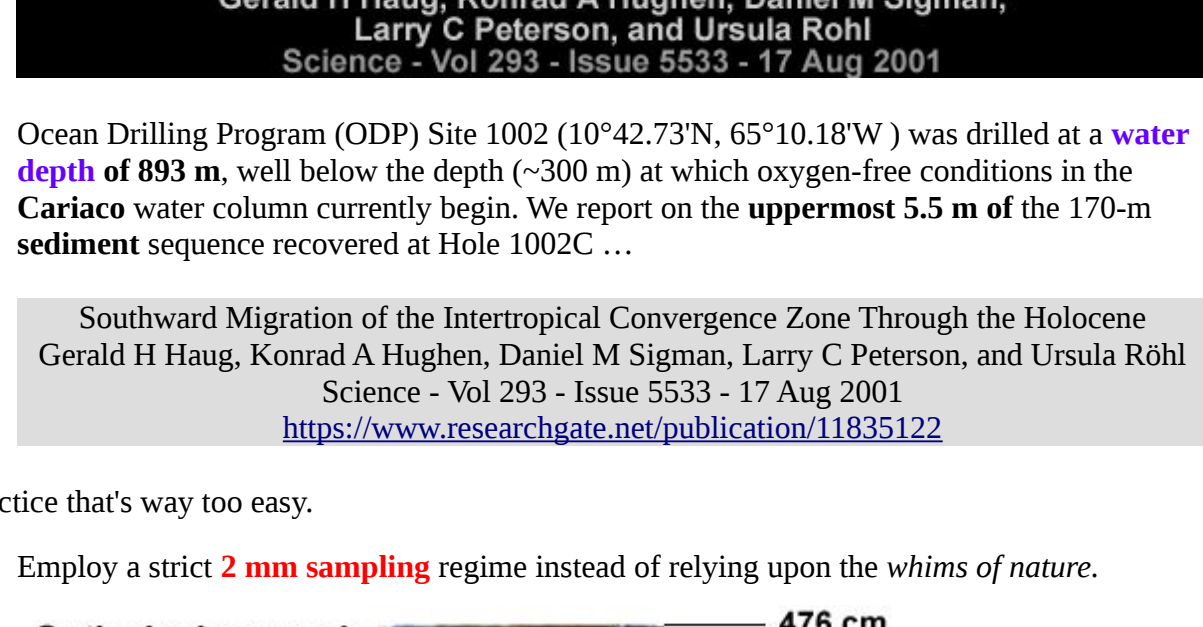 Gerald H Haug, Konrad A Hughen, Daniel M Sigman,
Larry C Peterson, and Ursula Rohl
Science - Vol 293 - Issue 5533 - 17 Aug 2001
Ocean Drilling Program (ODP) Site 1002 (10°42.73'N, 65°10.18'W ) was drilled at a water
depth of 893 m, well below the depth (~300 m) at which oxygen-free conditions in the
Cariaco water column currently begin. We report on the uppermost 5.5 m of the 170-m
sediment sequence recovered at Hole 1002C …
Southward Migration of the Intertropical Convergence Zone Through the Holocene
Gerald H Haug, Konrad A Hughen, Daniel M Sigman, Larry C Peterson, and Ursula Röhl
Science - Vol 293 - Issue 5533 - 17 Aug 2001
https://www.researchgate.net/publication/11835122
ctice that's way too easy.
Employ a strict 2 mm sampling regime instead of relying upon the whims of nature.
476 cm